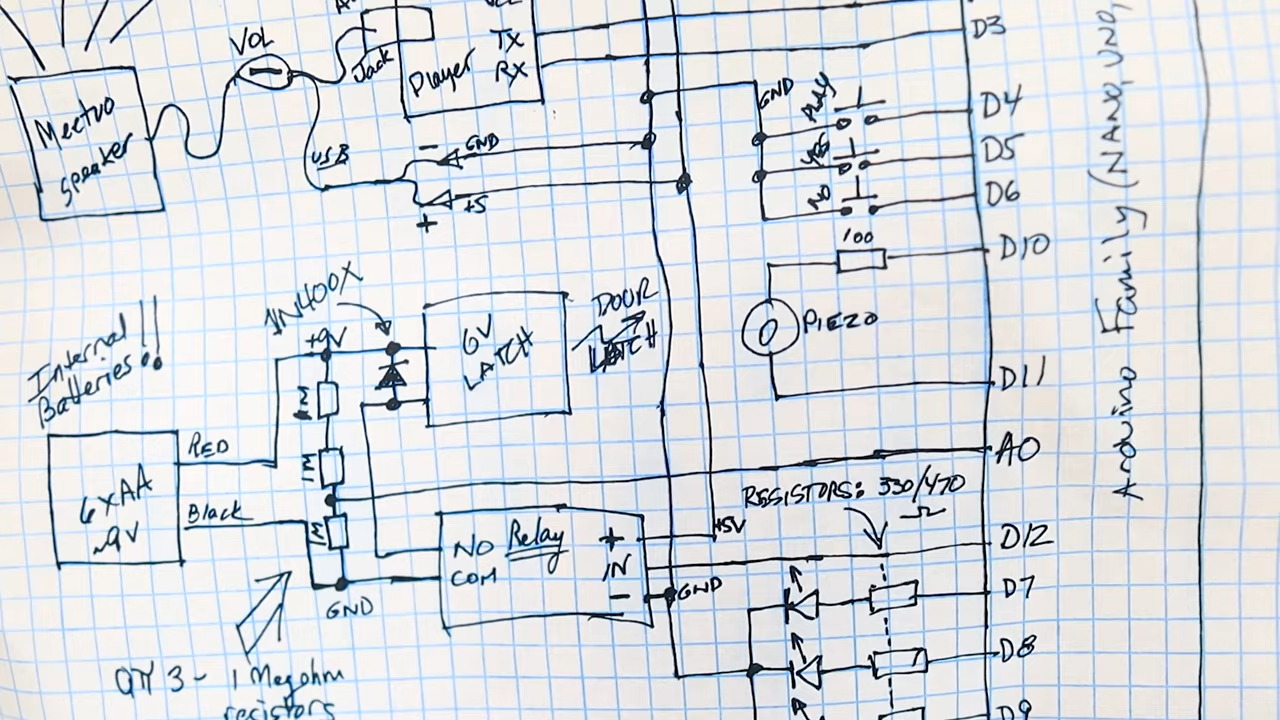 VOL
Jack
Player
TX
RX
Mectuo
speaker
USB
-
GND
+5
+
GND
PLAY
YES
NO
D3
D4
D5
D6
100
D10
PIEZO
D11
Arduino Family (NANO, UNO,
1N400X
+9V
6V
LATCH
DOOR
LATCH
Internal
Batteries!!
1M
1M
1M
RED
6xAA
~9V
Black
A0
RESISTORS: 330/470
Ω
NO Relay +
COM IN
-
+5V
GND
GND
D12
D7
D8
D9
QTY 3- 1 Megohm
resistors